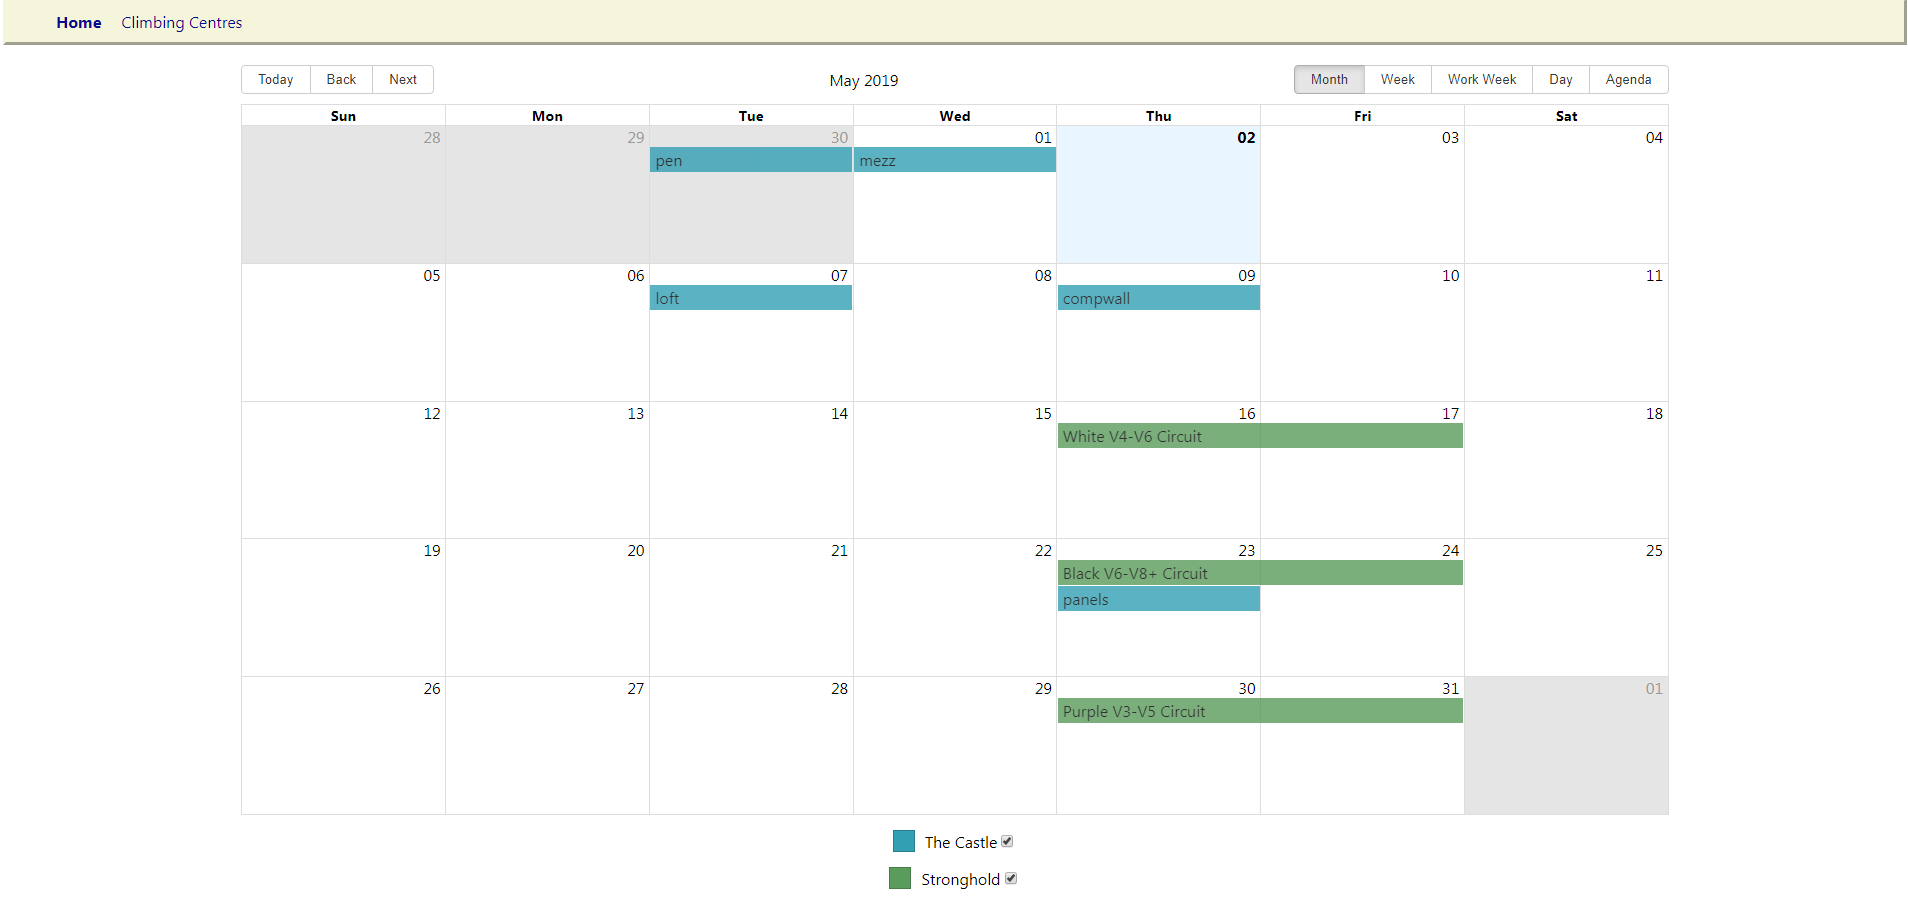 Home Climbing Centres
Today Back Next May 2019 Month Week Work Week Day Agenda
Sun Mon Tue Wed Thu Fri Sat
28 29 30 01 02 03 04
pen mezz
05 06 07 08 09 10 11
loft compwall
12 13 14 15 16 17 18
White V4-V6 Circuit
19 20 21 22 23 24 25
Black V6-V8+ Circuit
panels
26 27 28 29 30 31 01
Purple V3-V5 Circuit
The Castle
Stronghold